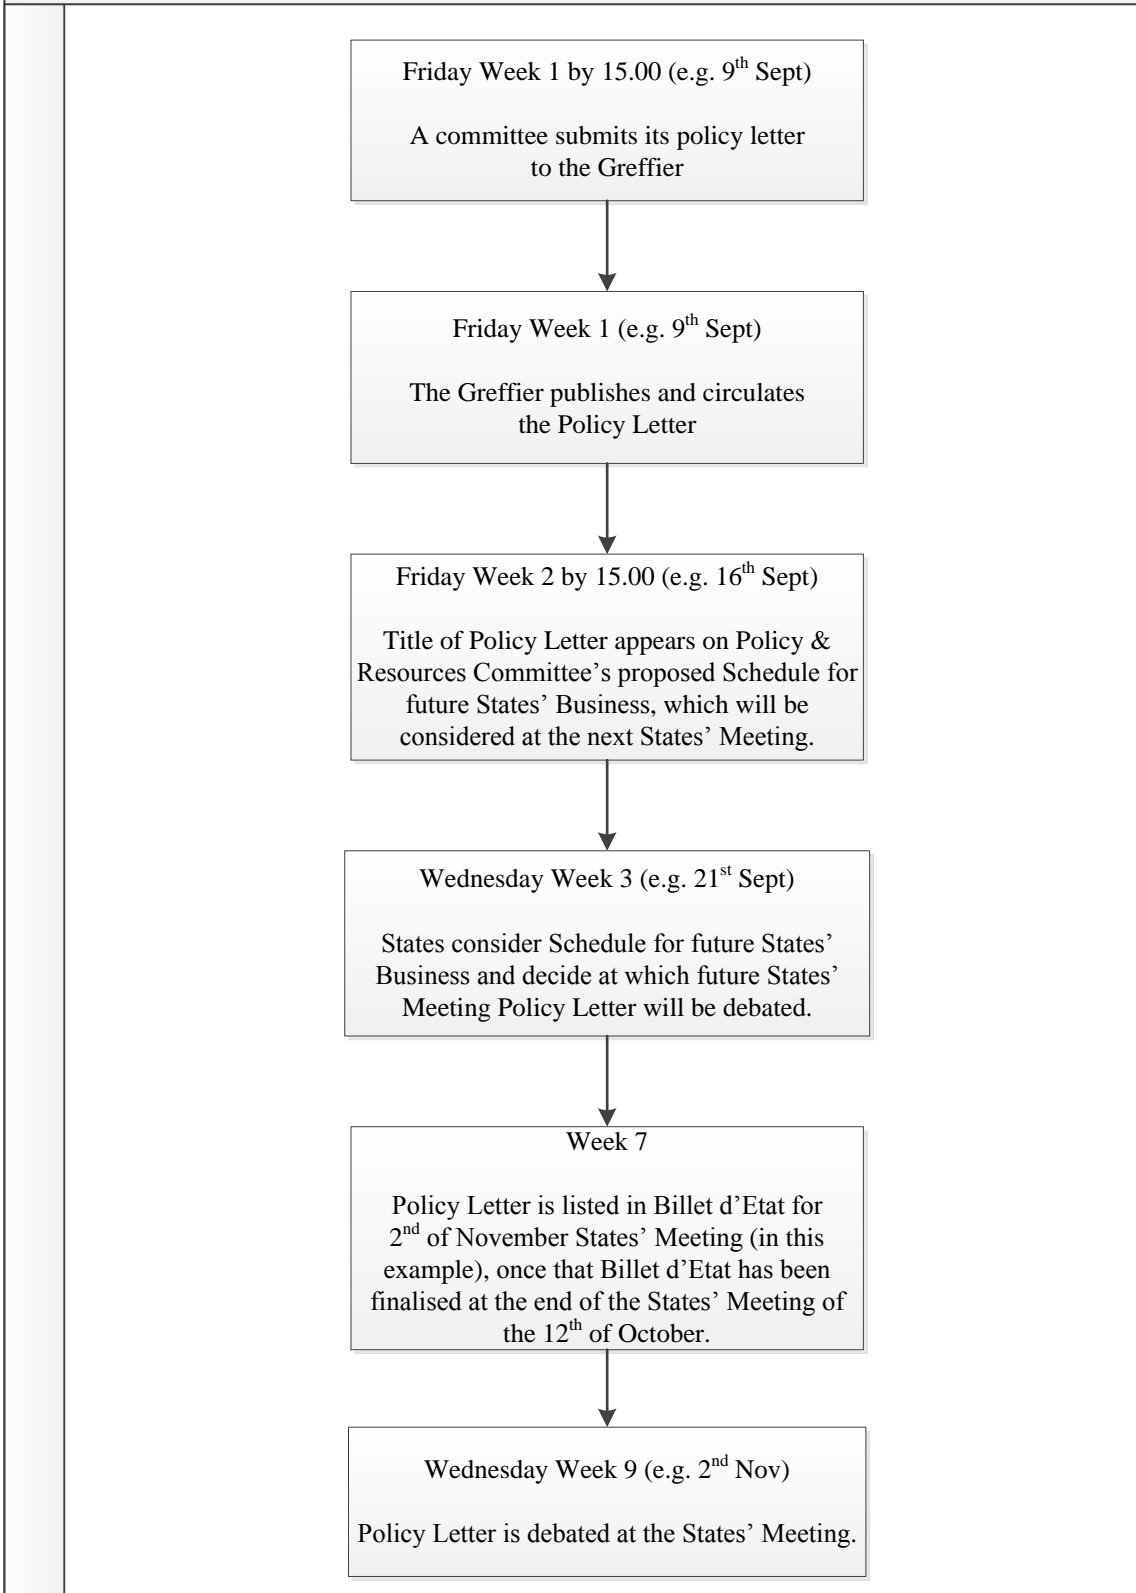 Friday Week 1 by 15.00 (e.g. 9th Sept)
A committee submits its policy letter
to the Greffier
Friday Week 1 (e.g. 9th Sept)
The Greffier publishes and circulates
the Policy Letter
Friday Week 2 by 15.00 (e.g. 16th Sept)
Title of Policy Letter appears on Policy &
Resources Committee’s proposed Schedule for
future States’ Business, which will be
considered at the next States’ Meeting.
Wednesday Week 3 (e.g. 21st Sept)
States consider Schedule for future States’
Business and decide at which future States’
Meeting Policy Letter will be debated.
Week 7
Policy Letter is listed in Billet d’Etat for
2nd of November States’ Meeting (in this
example), once that Billet d’Etat has been
finalised at the end of the States’ Meeting of
the 12th of October.
Wednesday Week 9 (e.g. 2nd Nov)
Policy Letter is debated at the States’ Meeting.